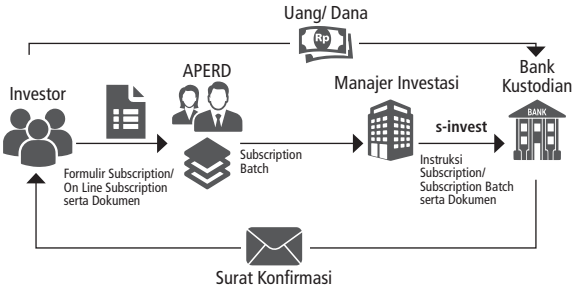 Uang/ Dana
Rp
APERD
Investor
Manajer Investasi
Bank
Kustodian
BANK
s-invest
Formulir Subscription/
On Line Subscription
serta Dokumen
Subscription
Batch
Instruksi
Subscription/
Subscription Batch
serta Dokumen
Surat Konfirmasi